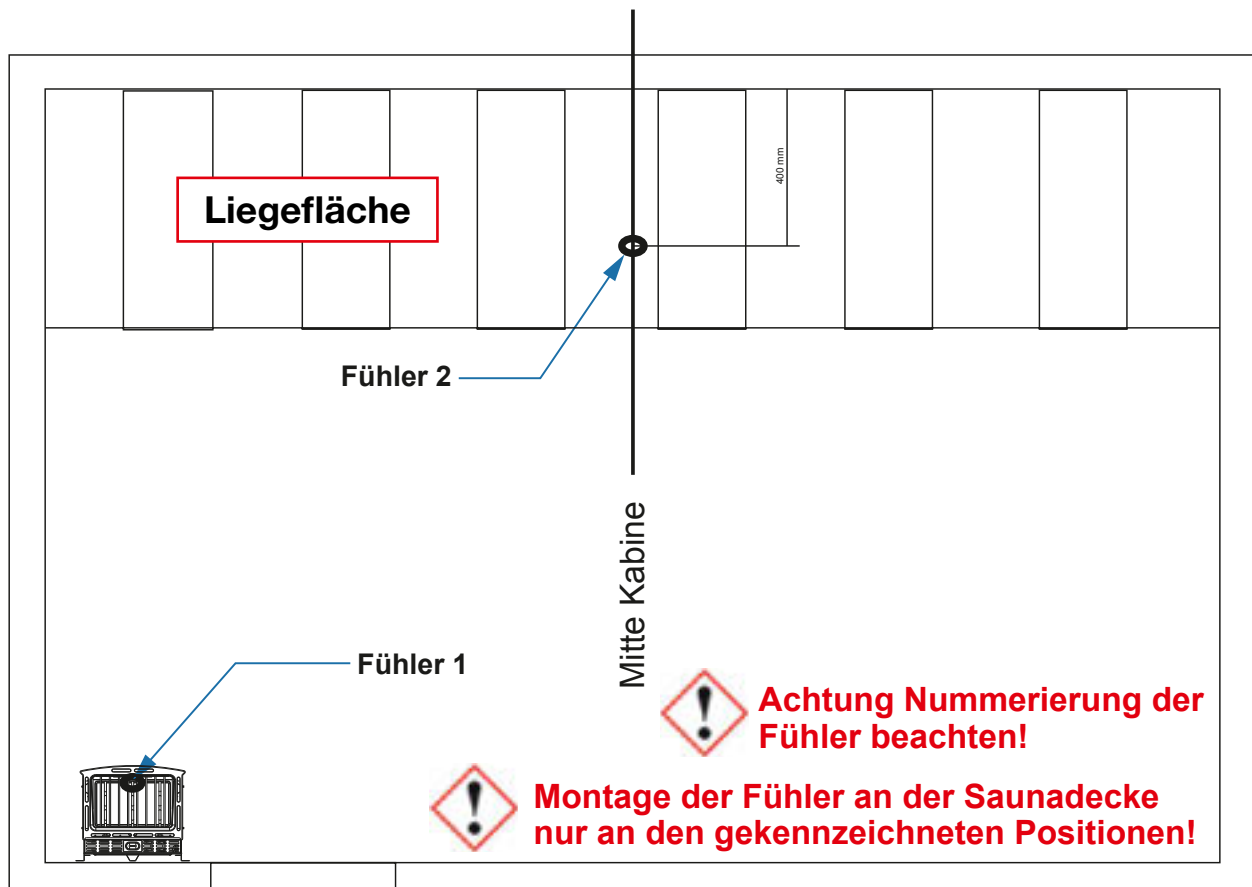 400 mm
Liegefläche
Fühler 2
Mitte Kabine
Fühler 1
Achtung Nummerierung der
Fühler beachten!
Montage der Fühler an der Saunadecke
nur an den gekennzeichneten Positionen!